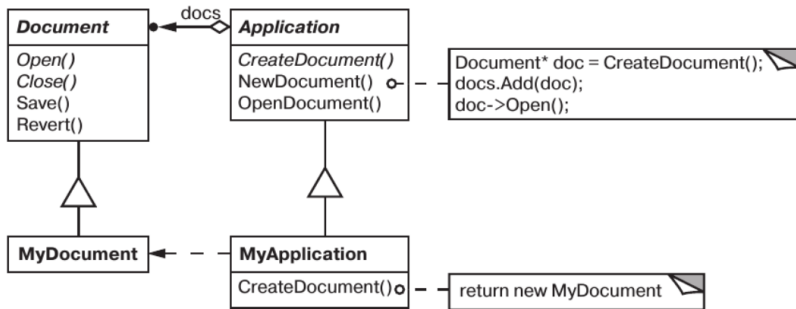 Document
Open()
Close()
Save()
Revert()
docs
Application
CreateDocument()
NewDocument()
OpenDocument()
Document* doc = CreateDocument();
docs.Add(doc);
doc->Open();
MyDocument
MyApplication
CreateDocument()
return new MyDocument